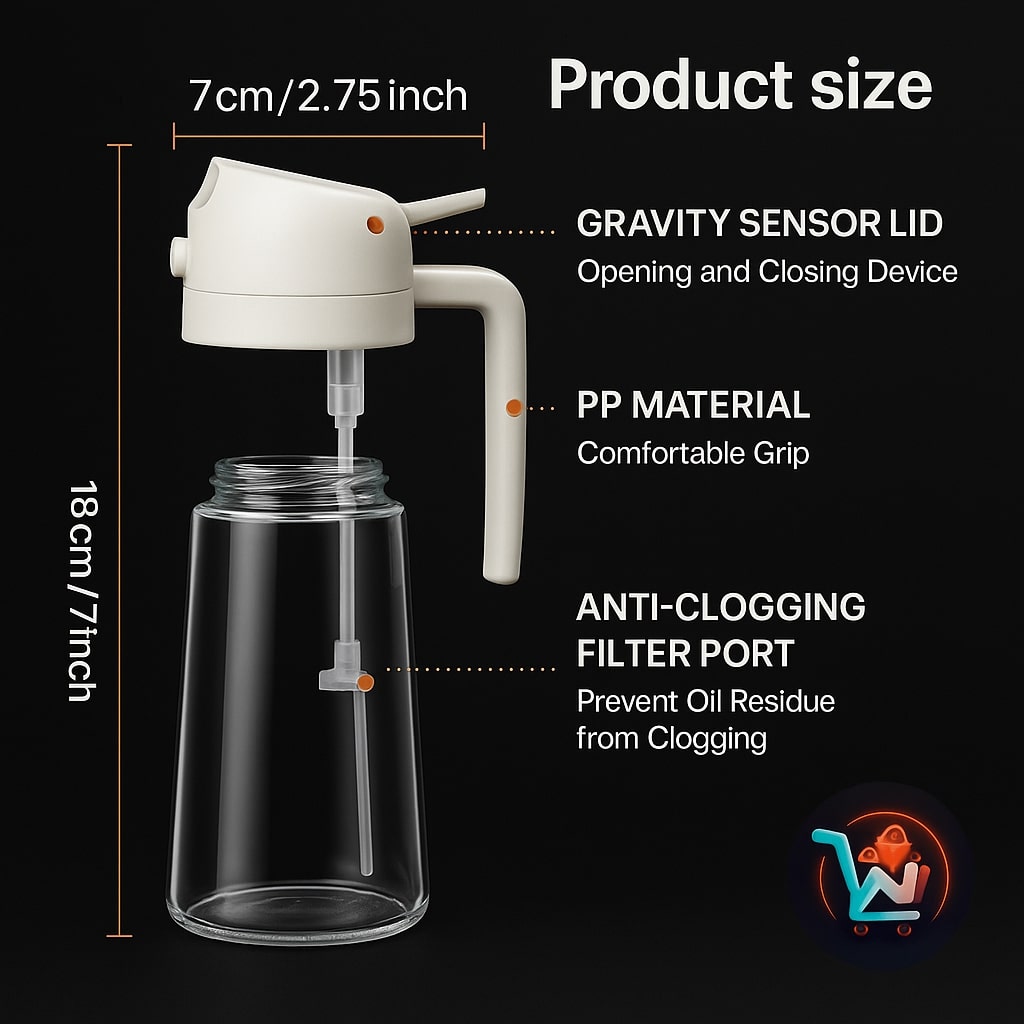 7cm/2.75 inch
Product size
GRAVITY SENSOR LID
Opening and Closing Device
PP MATERIAL
Comfortable Grip
18cm/7inch
ANTI-CLOGGING
FILTER PORT
Prevent Oil Residue
from Clogging